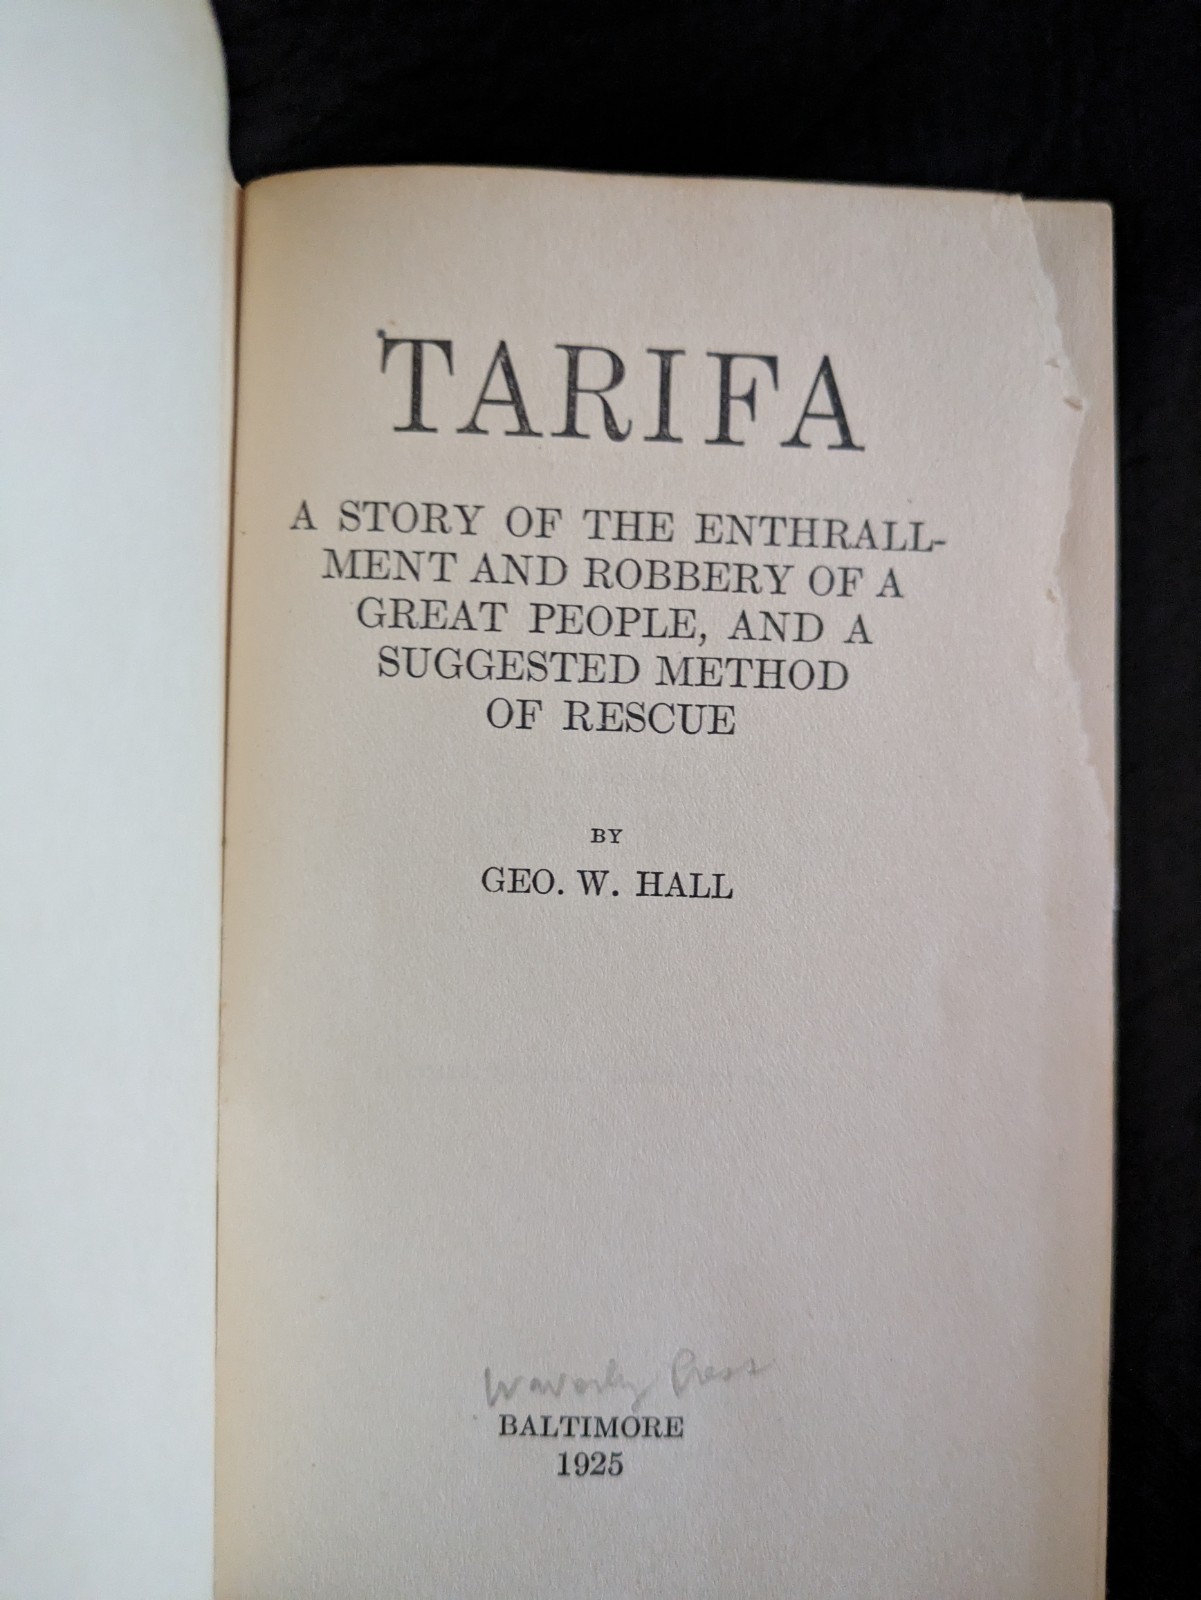 TARIFA
A STORY OF THE ENTHRALL-
MENT AND ROBBERY OF A
GREAT PEOPLE, AND A
SUGGESTED METHOD
OF RESCUE
BY
GEO. W. HALL
Waverly Press
BALTIMORE
1925